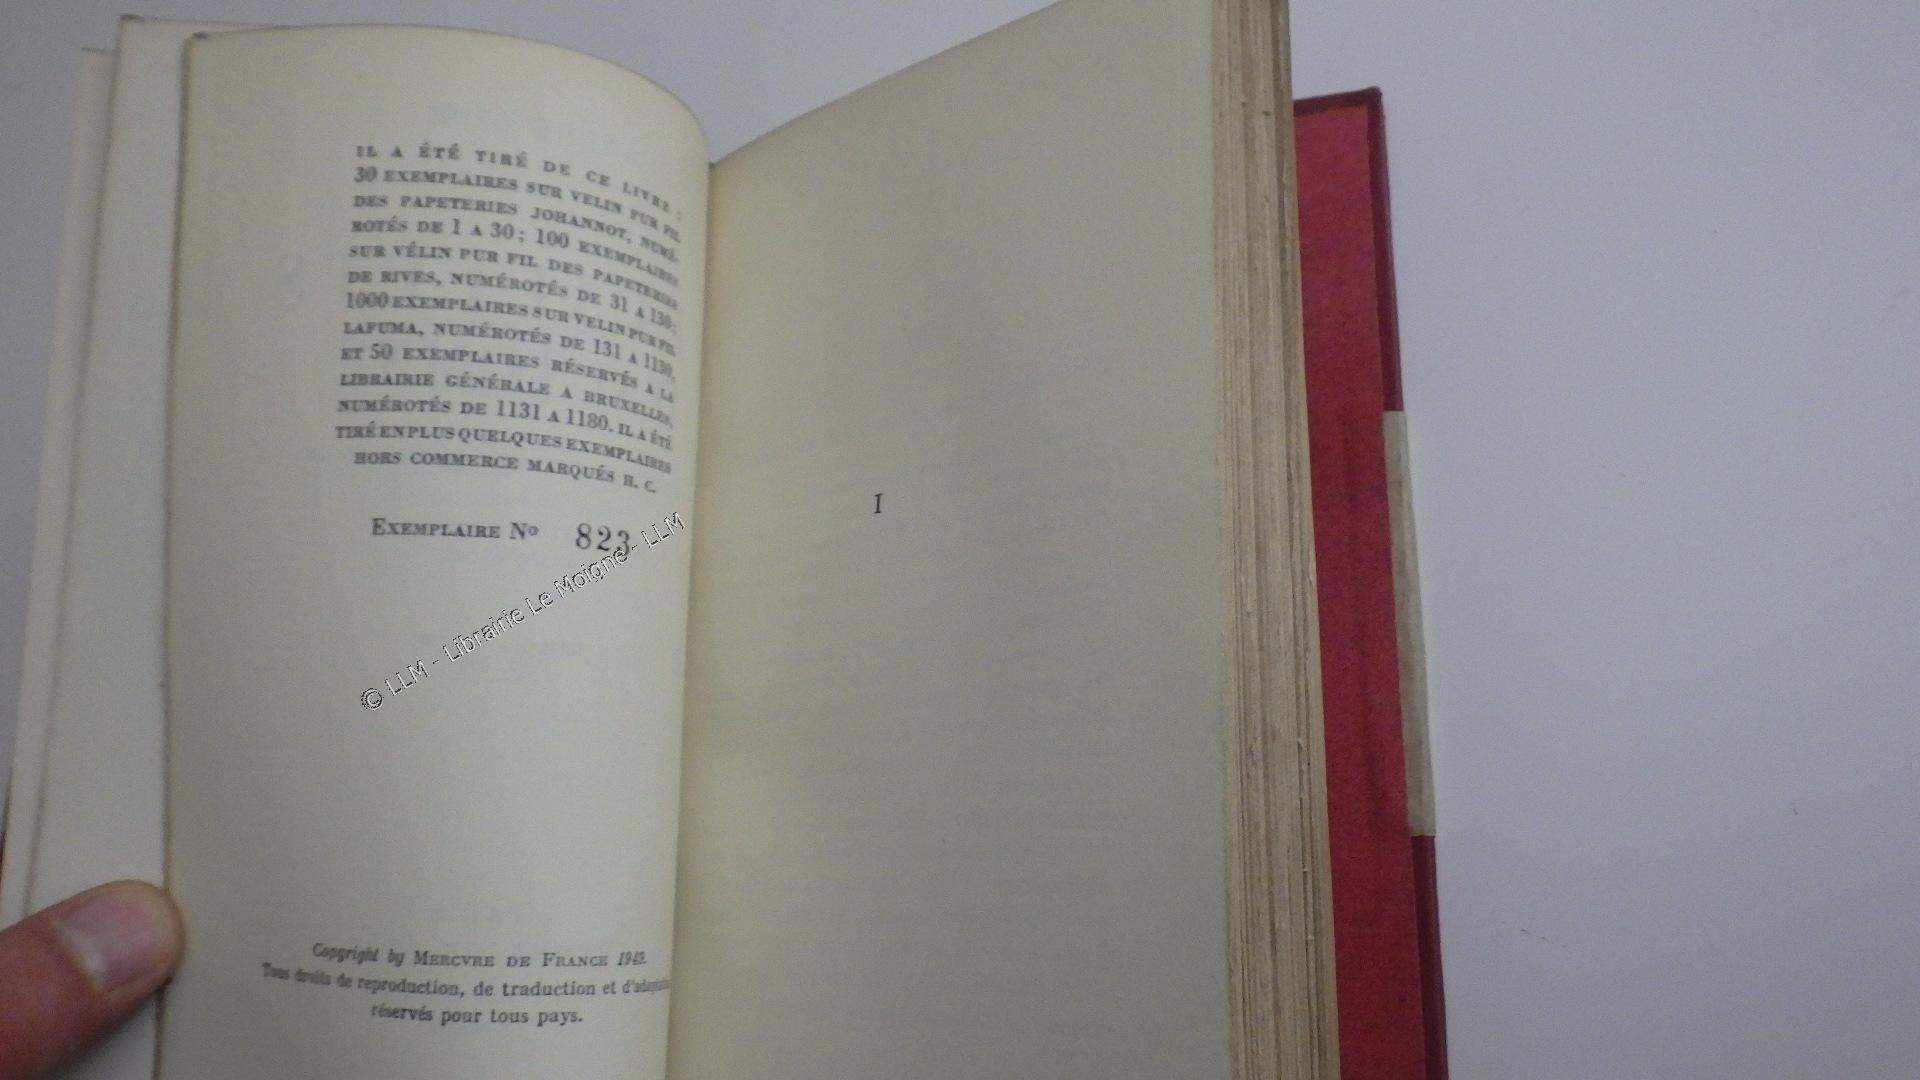 IL A ÉTÉ TIRÉ DE CE LIVRE :
30 EXEMPLAIRES SUR VELIN PUR FIL
DES PAPETERIES JOHANNOT, NUMÉ-
ROTÉS DE 1 A 30 ; 100 EXEMPLAIRES
SUR VÉLIN PUR FIL DES PAPETERIES
DE RIVES, NUMÉROTÉS DE 31 A 130 ;
1000 EXEMPLAIRES SUR VELIN PUR FIL
LAFUMA, NUMÉROTÉS DE 131 A 1130,
ET 50 EXEMPLAIRES RÉSERVÉS A LA
LIBRAIRIE GÉNÉRALE A BRUXELLES,
NUMÉROTÉS DE 1131 A 1180. IL A ÉTÉ
TIRÉ EN PLUS QUELQUES EXEMPLAIRES
HORS COMMERCE MARQUÉS H. C.
EXEMPLAIRE No 823
© LLM - Librairie Le Moigne - LLM
Copyright by MERCVRE DE FRANCE 1949.
Tous droits de reproduction, de traduction et d'adaptation
réservés pour tous pays.
I